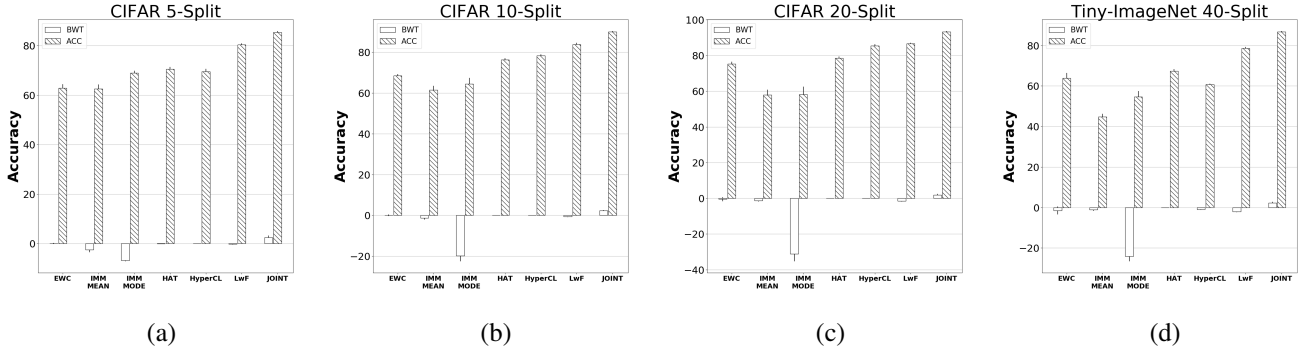 CIFAR 5-Split
BWT
ACC
Accuracy
80
60
40
20
0
EWC IMM MEAN IMM MODE HAT HyperCL LwF JOINT
(a)
CIFAR 10-Split
BWT
ACC
Accuracy
80
60
40
20
0
−20
EWC IMM MEAN IMM MODE HAT HyperCL LwF JOINT
(b)
CIFAR 20-Split
BWT
ACC
Accuracy
100
80
60
40
20
0
−20
−40
EWC IMM MEAN IMM MODE HAT HyperCL LwF JOINT
(c)
Tiny-ImageNet 40-Split
BWT
ACC
Accuracy
80
60
40
20
0
−20
EWC IMM MEAN IMM MODE HAT HyperCL LwF JOINT
(d)